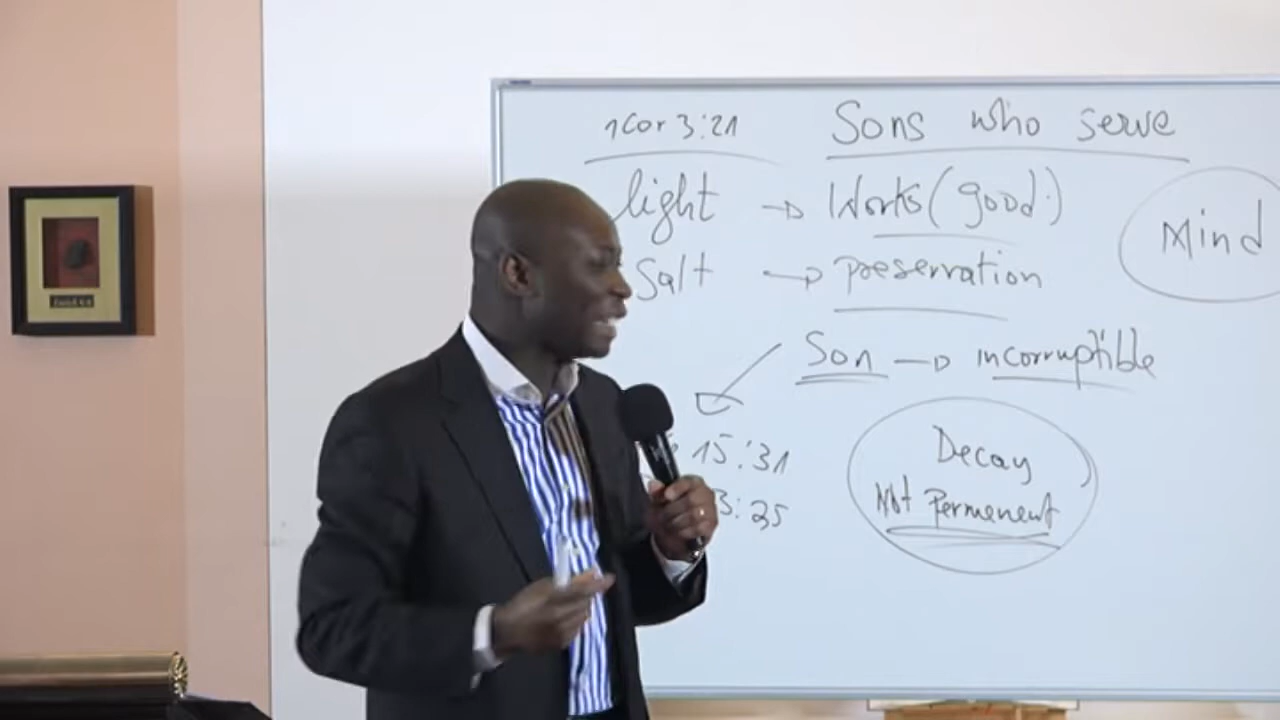 1Cor 3:21 Sons who serve
light → Works (good.)
Salt → preservation
Mind
Son → incorruptible
15:31
3:35
Decay
Not Permenent